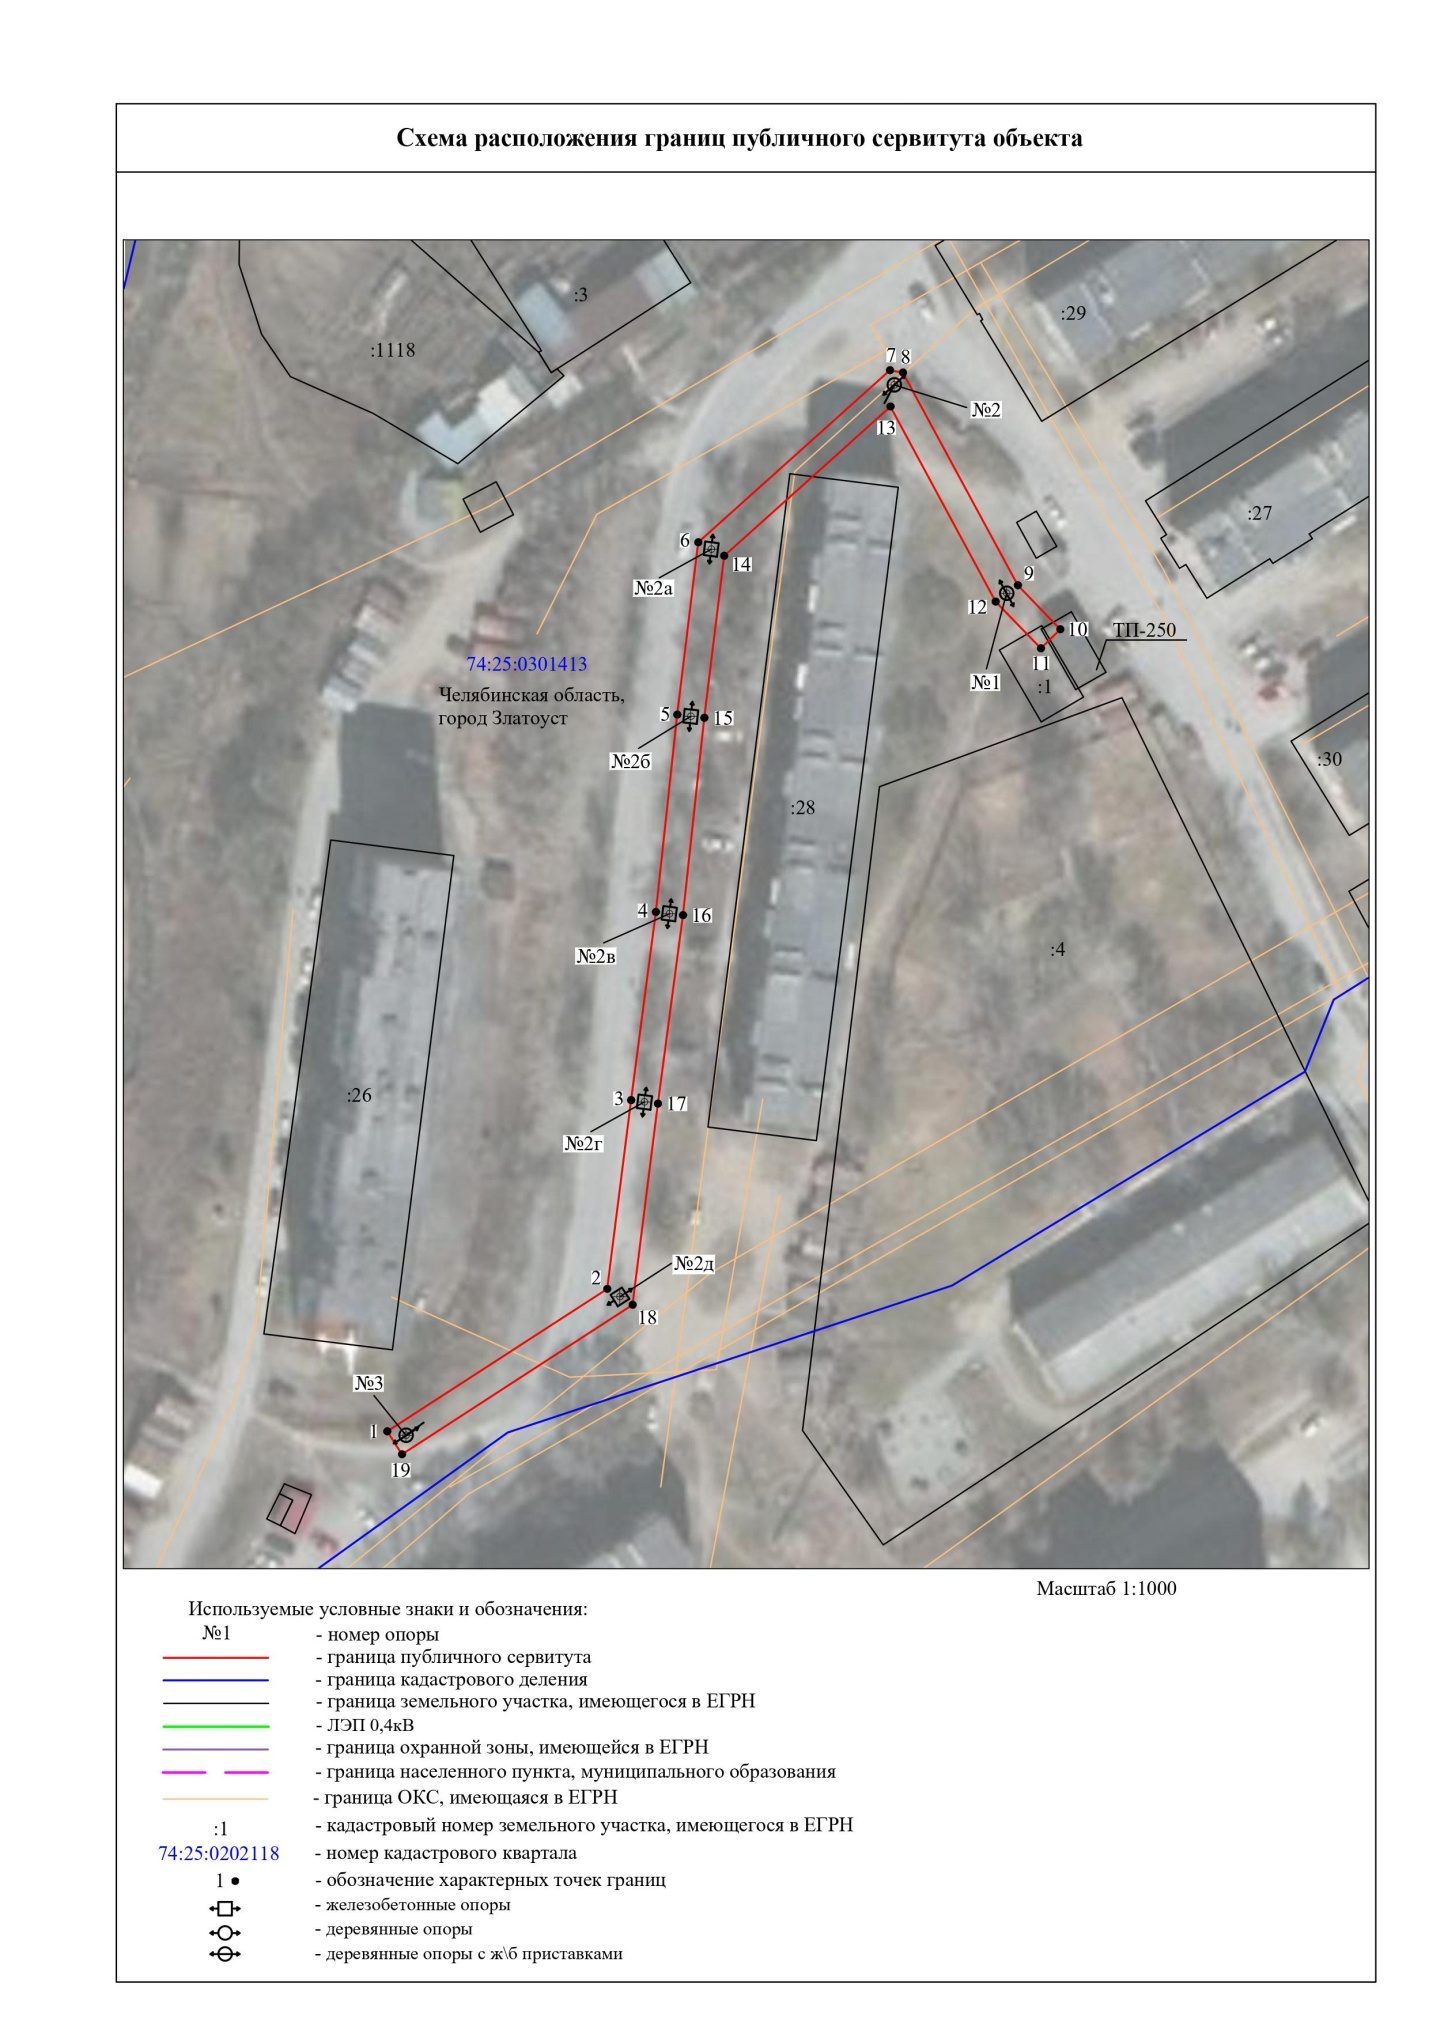 Схема расположения границ публичного сервитута объекта
:3
:29
:1118
7
8
№2
13
:27
6
14
№2а
9
12
10
ТП-250
11
:1
№1
74:25:0301413
Челябинская область,
город Златоуст
5
15
№2б
:30
:28
4
16
№2в
:4
:26
3
17
№2г
2
№2д
18
№3
1
19
Масштаб 1:1000
Используемые условные знаки и обозначения:
№1 - номер опоры
- граница публичного сервитута
- граница кадастрового деления
- граница земельного участка, имеющегося в ЕГРН
- ЛЭП 0,4кВ
- граница охранной зоны, имеющейся в ЕГРН
- граница населенного пункта, муниципального образования
- граница ОКС, имеющаяся в ЕГРН
:1 - кадастровый номер земельного участка, имеющегося в ЕГРН
74:25:0202118 - номер кадастрового квартала
1 - обозначение характерных точек границ
- железобетонные опоры
- деревянные опоры
- деревянные опоры с ж\б приставками